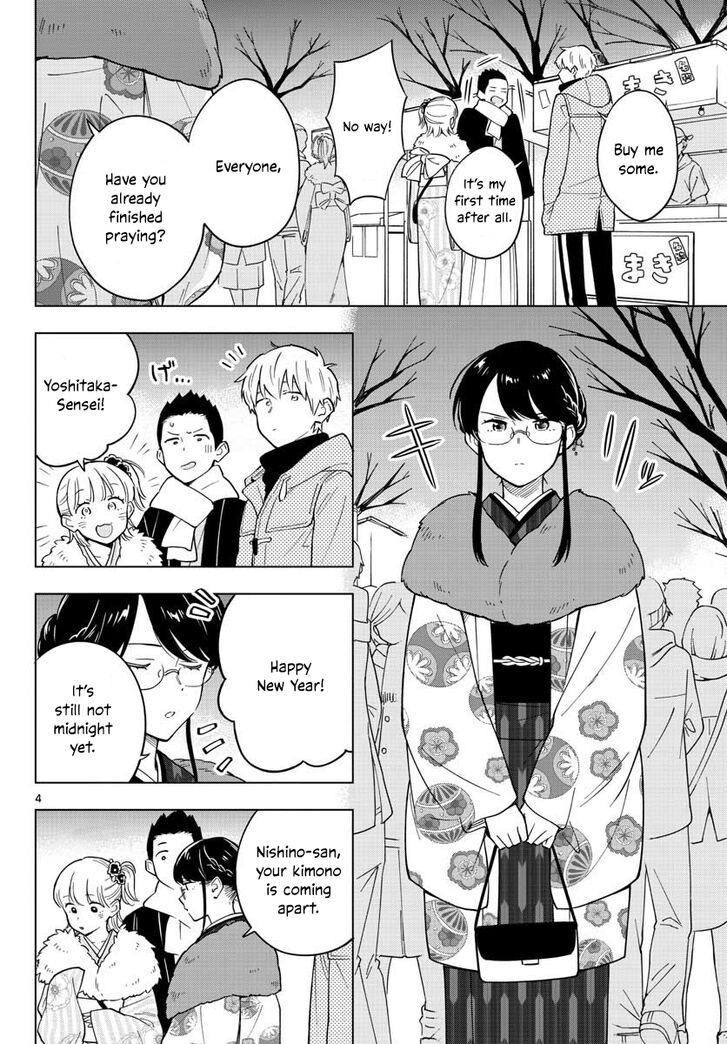 Buy me
some.
まき
まき
It's my
first time
after all.
No way!
Everyone,
Have you
already
finished
praying?
げ...
Yoshitaka-
Sensei!
Happy
New Year!
It's
still not
midnight
yet.
Nishino-san,
your kimono
is coming
apart.
4